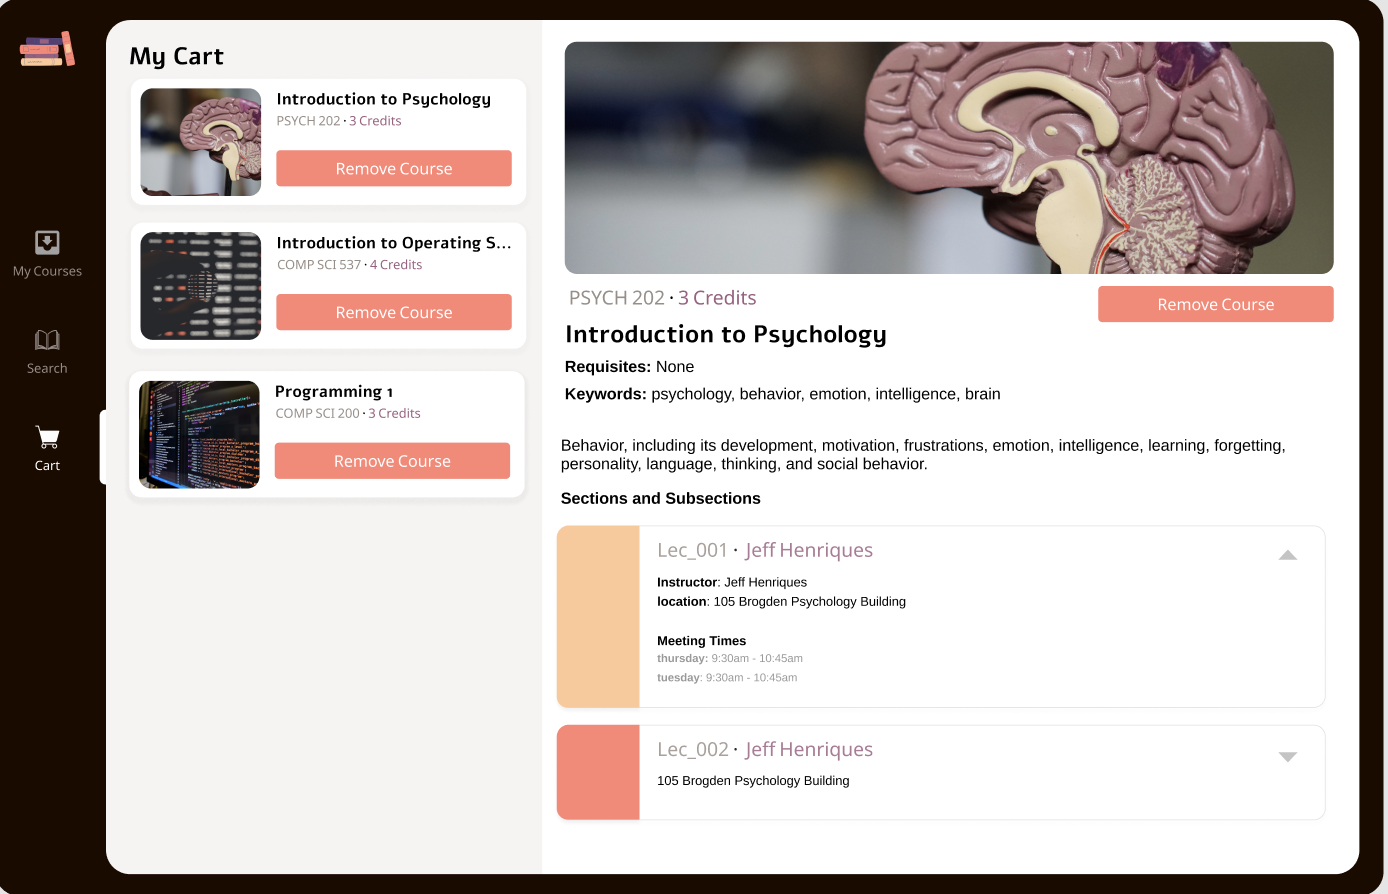 My Cart
Introduction to Psychology
PSYCH 202 · 3 Credits
Remove Course
Introduction to Operating S...
COMP SCI 537 · 4 Credits
Remove Course
Programming 1
COMP SCI 200 · 3 Credits
Remove Course
My Courses
Search
Cart
PSYCH 202 · 3 Credits
Remove Course
Introduction to Psychology
Requisites: None
Keywords: psychology, behavior, emotion, intelligence, brain
Behavior, including its development, motivation, frustrations, emotion, intelligence, learning, forgetting,
personality, language, thinking, and social behavior.
Sections and Subsections
Lec_001 · Jeff Henriques
Instructor: Jeff Henriques
location: 105 Brogden Psychology Building
Meeting Times
thursday: 9:30am - 10:45am
tuesday: 9:30am - 10:45am
Lec_002 · Jeff Henriques
105 Brogden Psychology Building